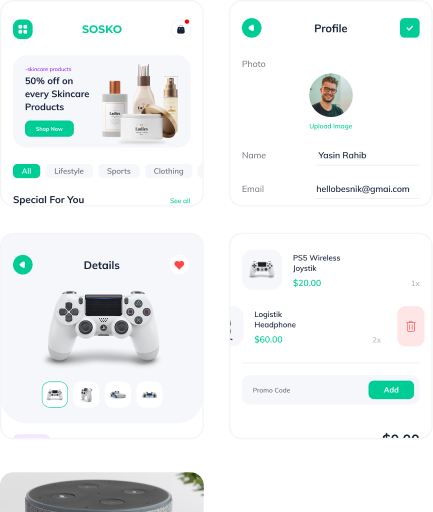 SOSKO
-skincare products
50% off on
every Skincare
Products
Shop Now
Ladies
Ladies
All
Lifestyle
Sports
Clothing
Special For You
See all
Profile
Photo
Upload image
Name
Yasin Rahib
Email
hellobesnik@gmai.com
Details
PS5 Wireless
Joystik
$20.00
1x
Logistik
Headphone
$60.00
2x
Promo Code
Add
$0.00